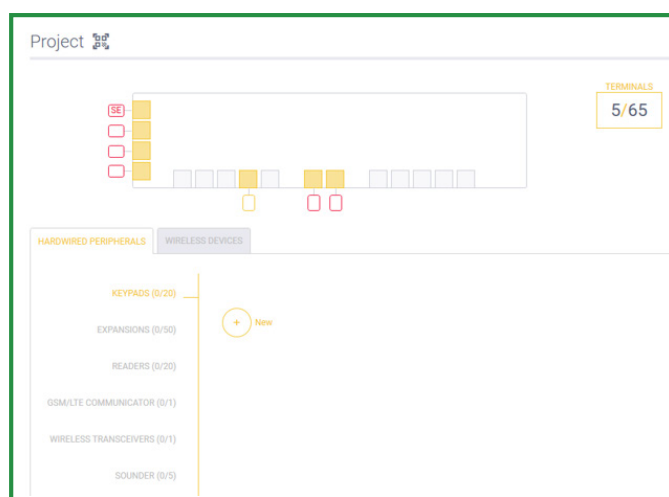 Project
TERMINALS
5/65
SE
HARDWIRED PERIPHERALS
WIRELESS DEVICES
KEYPADS (0/20)
+ New
EXPANSIONS (0/50)
READERS (0/20)
GSM/LTE COMMUNICATOR (0/1)
WIRELESS TRANSCEIVERS (0/1)
SOUNDER (0/5)